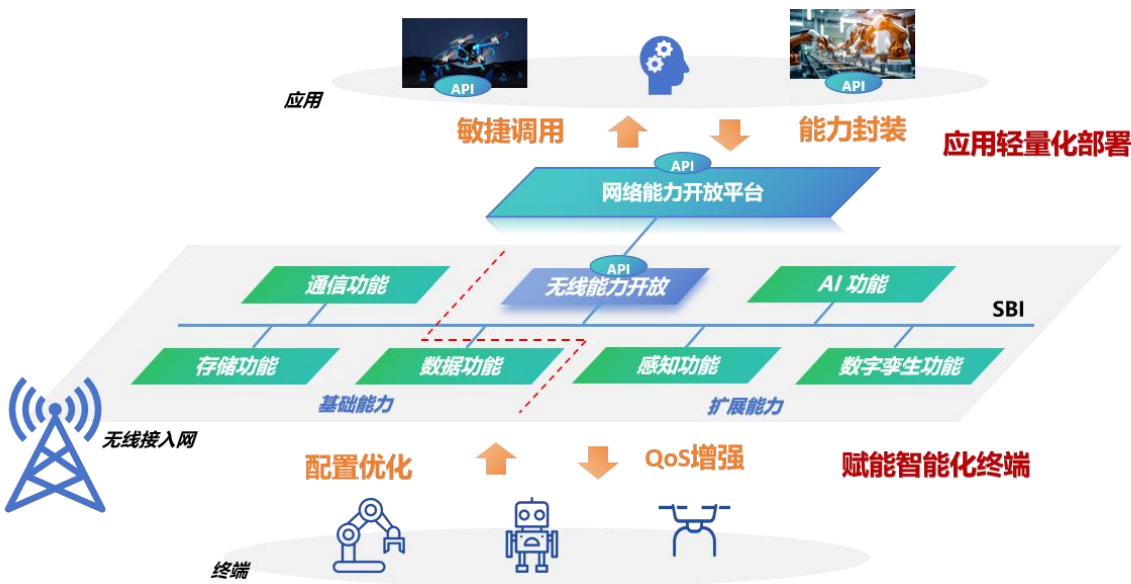 API
API
应用
敏捷调用
能力封装
应用轻量化部署
API
网络能力开放平台
API
通信功能
无线能力开放
AI 功能
SBI
存储功能
数据功能
感知功能
数字孪生功能
基础能力
扩展能力
无线接入网
配置优化
QoS增强
赋能智能化终端
终端